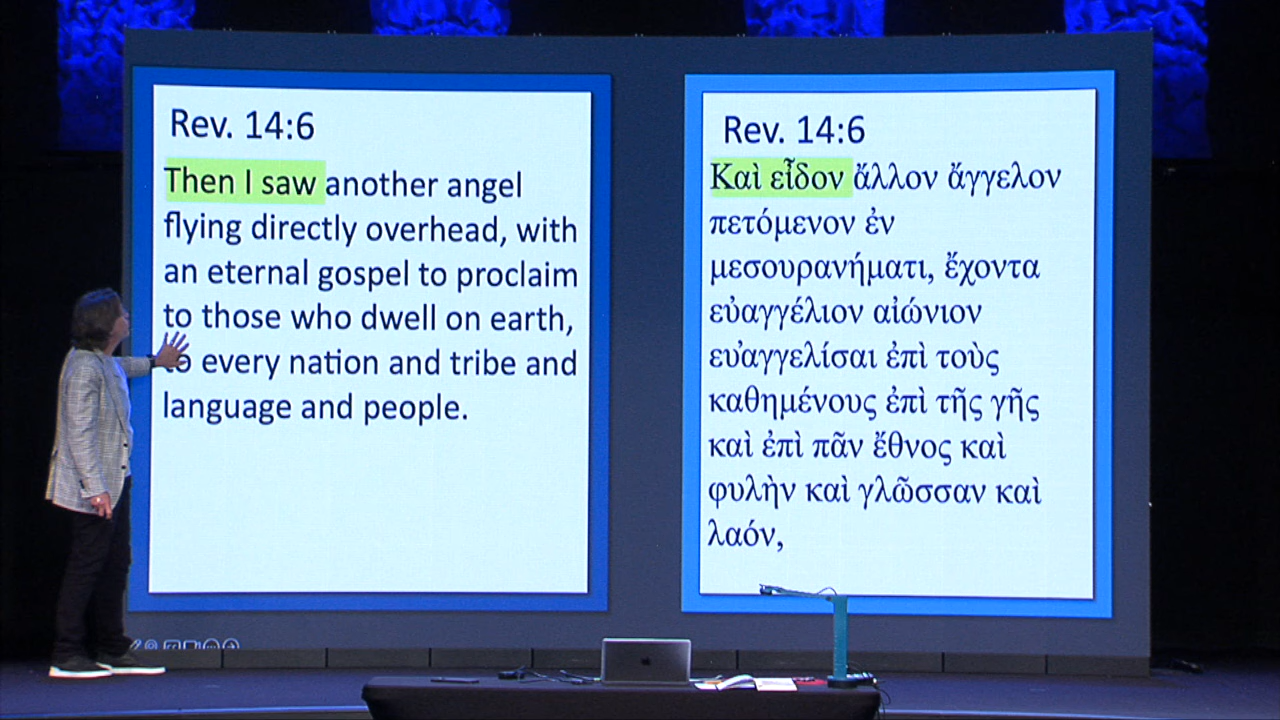 Rev. 14:6
Then I saw another angel
flying directly overhead, with
an eternal gospel to proclaim
to those who dwell on earth,
to every nation and tribe and
language and people.
Rev. 14:6
Καὶ εἶδον ἄλλον ἄγγελον
πετόμενον ἐν
μεσουρανήματι, ἔχοντα
εὐαγγέλιον αἰώνιον
εὐαγγελίσαι ἐπὶ τοὺς
καθημένους ἐπὶ τῆς γῆς
καὶ ἐπὶ πᾶν ἔθνος καὶ
φυλὴν καὶ γλῶσσαν καὶ
λαόν,